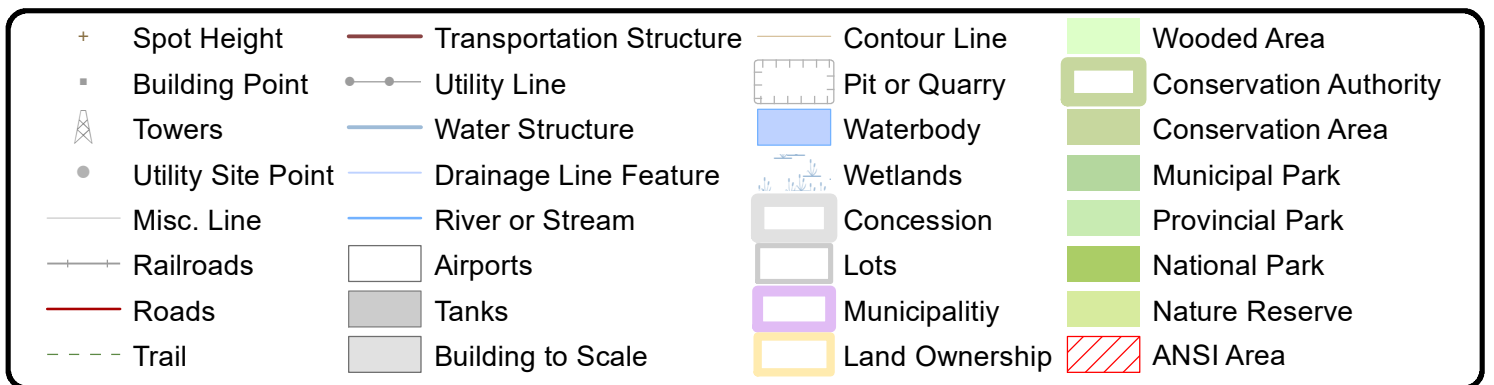 Spot Height
Building Point
Towers
Utility Site Point
Misc. Line
Railroads
Roads
Trail
Transportation Structure
Utility Line
Water Structure
Drainage Line Feature
River or Stream
Airports
Tanks
Building to Scale
Contour Line
Pit or Quarry
Waterbody
Wetlands
Concession
Lots
Municipalitiy
Land Ownership
Wooded Area
Conservation Authority
Conservation Area
Municipal Park
Provincial Park
National Park
Nature Reserve
ANSI Area